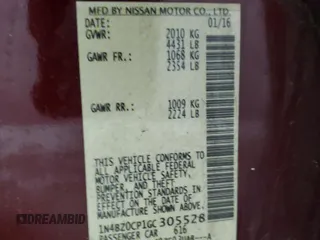 MFD BY NISSAN MOTOR CO., LTD.
01/16
GVWR: 2010 KG
4431 LB
GAWR FR: 1068 KG
2354 LB
GAWR RR: 1009 KG
2224 LB
THIS VEHICLE CONFORMS
TO ALL APPLICABLE FEDERAL
MOTOR VEHICLE SAFETY,
BUMPER, AND THEFT
PREVENTION STANDARDS
IN EFFECT ON THE DATE OF
MANUFACTURE SHOWN ABOVE.
1N4BZ0CP1GC305528
PASSENGER CAR 616
DREAMBID